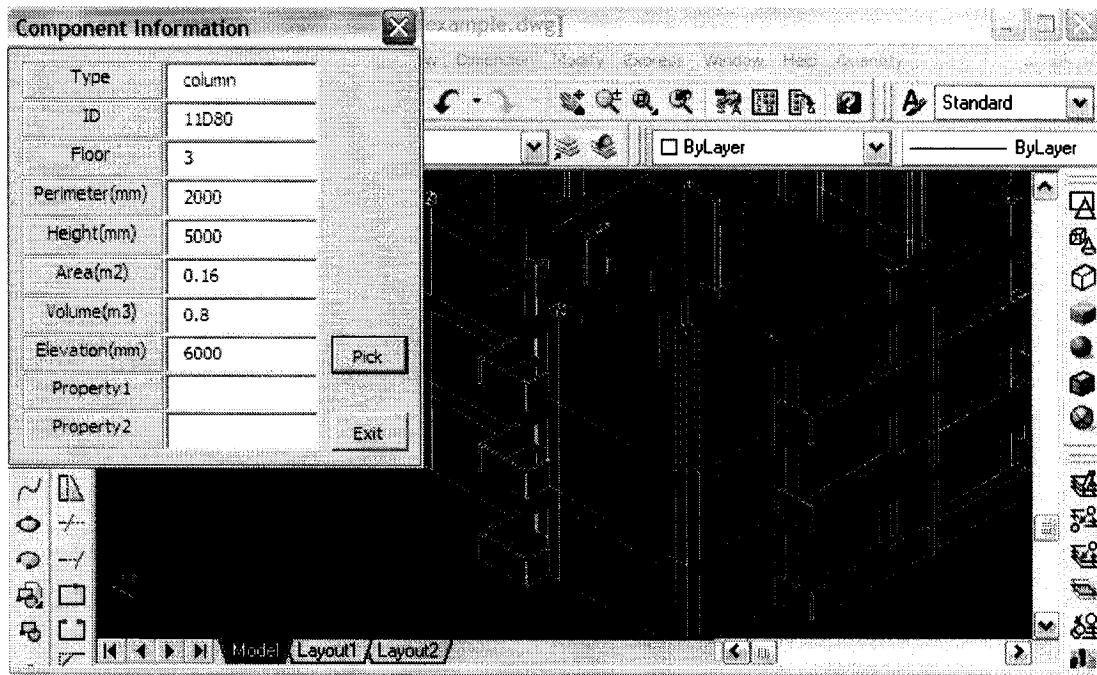 Component Information
example.dwg]
Dimension Modify Express Window Help Quantity
Type column
ID 11D80
Floor 3
Perimeter(mm) 2000
Height(mm) 5000
Area(m2) 0.16
Volume(m3) 0.8
Elevation(mm) 6000
Property1
Property2
Pick
Exit
Standard
ByLayer
ByLayer
Model Layout1 Layout2